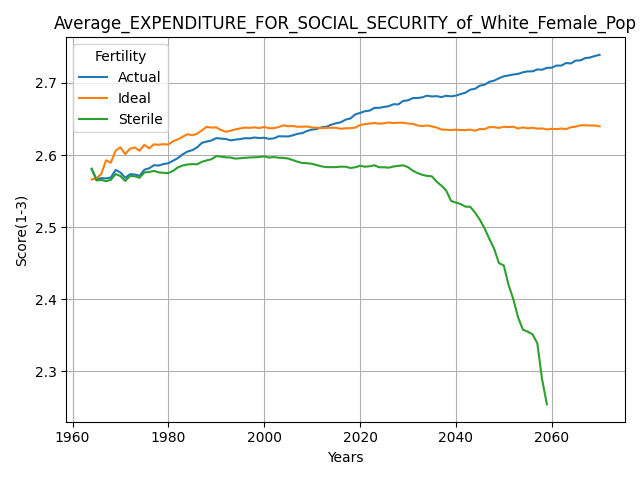 Average_EXPENDITURE_FOR_SOCIAL_SECURITY_of_White_Female_Pop
Fertility
Actual
Ideal
Sterile
2.7
2.6
2.5
2.4
2.3
Score(1-3)
1960 1980 2000 2020 2040 2060
Years